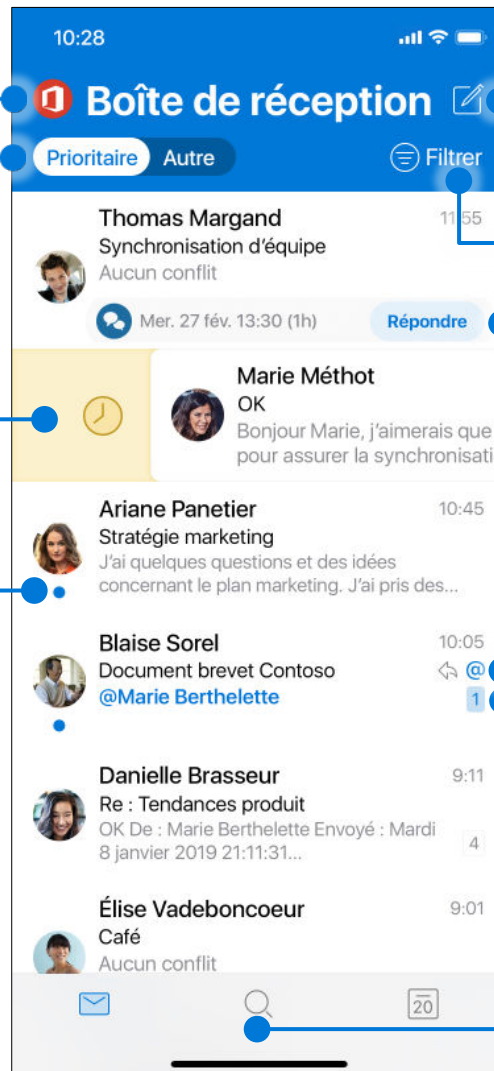 10:28
Boîte de réception
Prioritaire Autre Filtrer
Thomas Margand 11:55
Synchronisation d’équipe
Aucun conflit
Mer. 27 fév. 13:30 (1h) Répondre
Marie Méthot
OK
Bonjour Marie, j’aimerais que
pour assurer la synchronisati
Ariane Panetier 10:45
Stratégie marketing
J’ai quelques questions et des idées
concernant le plan marketing. J’ai pris des...
Blaise Sorel 10:05
Document brevet Contoso @
@Marie Berthelette 1
Danielle Brasseur 9:11
Re : Tendances produit
OK De : Marie Berthelette Envoyé : Mardi
8 janvier 2019 21:11:31... 4
Élise Vadeboncoeur 9:01
Café
Aucun conflit
20